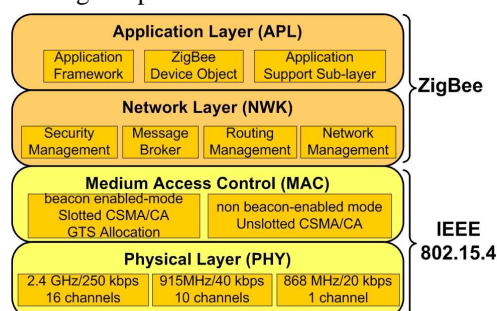 Application Layer (APL)
Application Framework
ZigBee Device Object
Application Support Sub-layer
ZigBee
Network Layer (NWK)
Security Management
Message Broker
Routing Management
Network Management
Medium Access Control (MAC)
beacon enabled-mode
Slotted CSMA/CA
GTS Allocation
non beacon-enabled mode
Unslotted CSMA/CA
IEEE
802.15.4
Physical Layer (PHY)
2.4 GHz/250 kbps
16 channels
915MHz/40 kbps
10 channels
868 MHz/20 kbps
1 channel